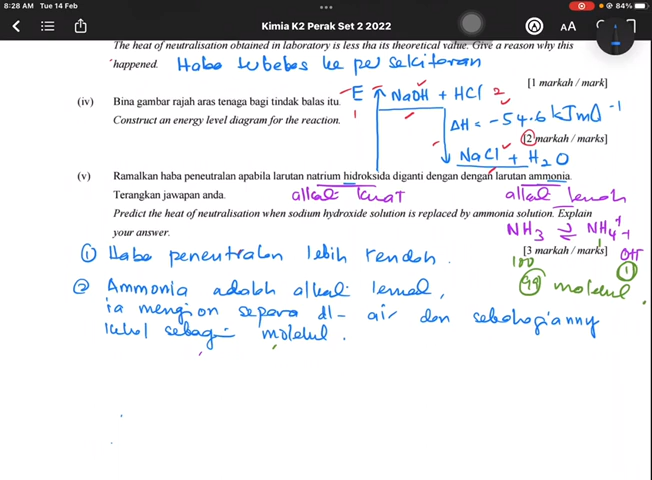 8:28 AM Tue 14 Feb
84%
Kimia K2 Perak Set 2 2022
AA
The heat of neutralisation obtained in laboratory is less tha its theoretical value. Give a reason why this
happened. Haba terbebas ke persekitaran
[1 markah / mark]
(iv) Bina gambar rajah aras tenaga bagi tindak balas itu.
Construct an energy level diagram for the reaction.
E NaOH + HCl 2
1
ΔH = -54.6 kJ mol -1
[2 markah / marks]
NaCl + H2O
(v) Ramalkan haba peneutralan apabila larutan natrium hidroksida diganti dengan dengan larutan ammonia.
Terangkan jawapan anda. alkali kuat alkali lemah
Predict the heat of neutralisation when sodium hydroxide solution is replaced by ammonia solution. Explain
your answer. NH3 ⇌ NH4+ +
[3 markah / marks] OH-
100 1
① Haba peneutralan lebih rendah.
99 molekul
② Ammonia adalah alkali lemah,
ia mengion separa di air dan sebahagianny
kekal sebagai molekul.